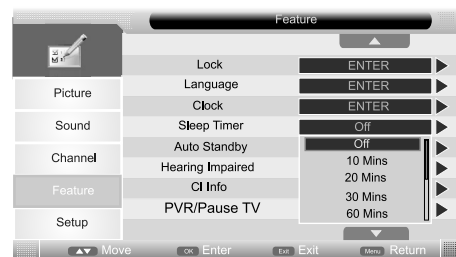 Feature
Lock ENTER
Picture
Language ENTER
Clock ENTER
Sound
Sleep Timer Off
Auto Standby Off
Channel
Hearing Impaired 10 Mins
20 Mins
Feature
CI Info 30 Mins
PVR/Pause TV 60 Mins
Setup
Move OK Enter Exit Exit Menu Return